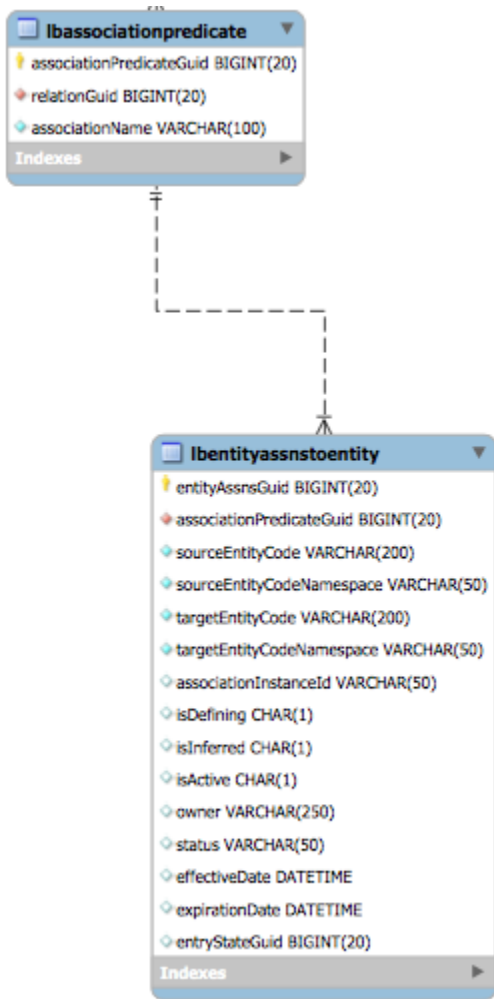 lbassociationpredicate
associationPredicateGuid BIGINT(20)
relationGuid BIGINT(20)
associationName VARCHAR(100)
Indexes
lbentityassnstoentity
entityAssnsGuid BIGINT(20)
associationPredicateGuid BIGINT(20)
sourceEntityCode VARCHAR(200)
sourceEntityCodeNamespace VARCHAR(50)
targetEntityCode VARCHAR(200)
targetEntityCodeNamespace VARCHAR(50)
associationInstanceId VARCHAR(50)
isDefining CHAR(1)
isInferred CHAR(1)
isActive CHAR(1)
owner VARCHAR(250)
status VARCHAR(50)
effectiveDate DATETIME
expirationDate DATETIME
entryStateGuid BIGINT(20)
Indexes